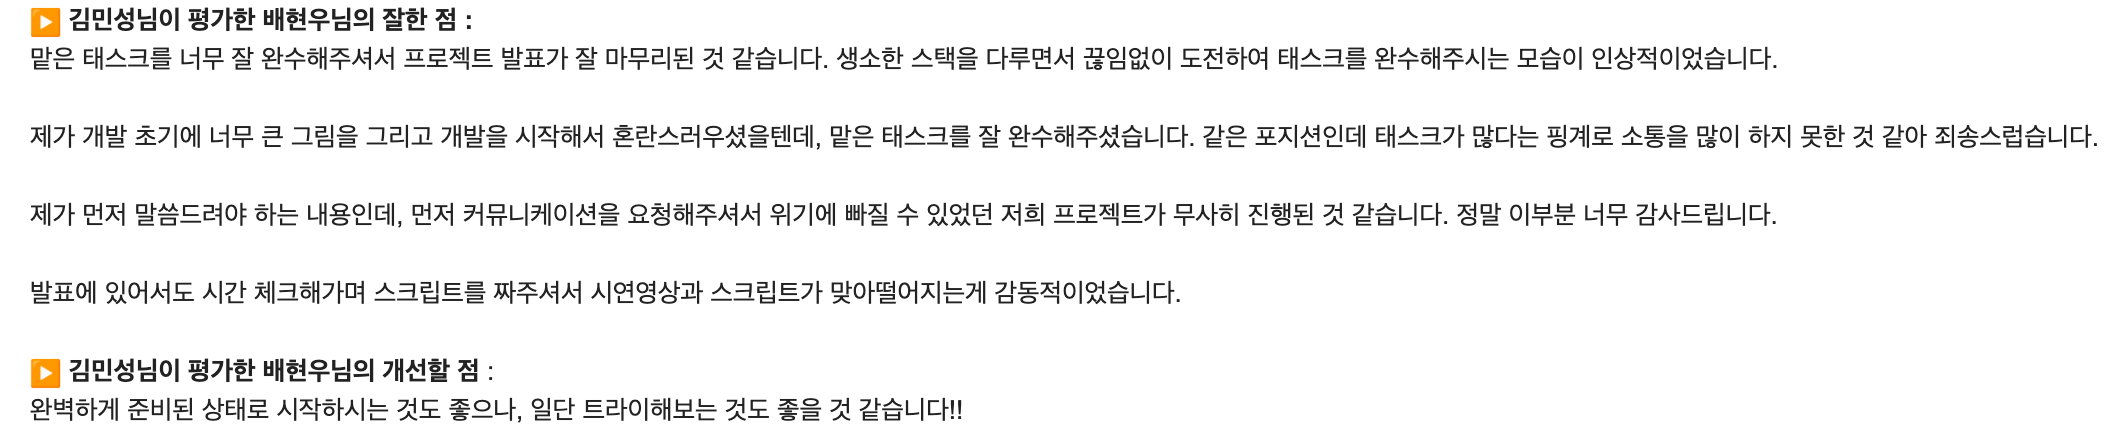 ▶️ 김민성님이 평가한 배현우님의 잘한 점 :
맡은 태스크를 너무 잘 완수해주셔서 프로젝트 발표가 잘 마무리된 것 같습니다. 생소한 스택을 다루면서 끊임없이 도전하여 태스크를 완수해주시는 모습이 인상적이었습니다.
제가 개발 초기에 너무 큰 그림을 그리고 개발을 시작해서 혼란스러우셨을텐데, 맡은 태스크를 잘 완수해주셨습니다. 같은 포지션인데 태스크가 많다는 핑계로 소통을 많이 하지 못한 것 같아 죄송스럽습니다.
제가 먼저 말씀드려야 하는 내용인데, 먼저 커뮤니케이션을 요청해주셔서 위기에 빠질 수 있었던 저희 프로젝트가 무사히 진행된 것 같습니다. 정말 이부분 너무 감사드립니다.
발표에 있어서도 시간 체크해가며 스크립트를 짜주셔서 시연영상과 스크립트가 맞아떨어지는게 감동적이었습니다.
▶️ 김민성님이 평가한 배현우님의 개선할 점 :
완벽하게 준비된 상태로 시작하시는 것도 좋으나, 일단 트라이해보는 것도 좋을 것 같습니다!!